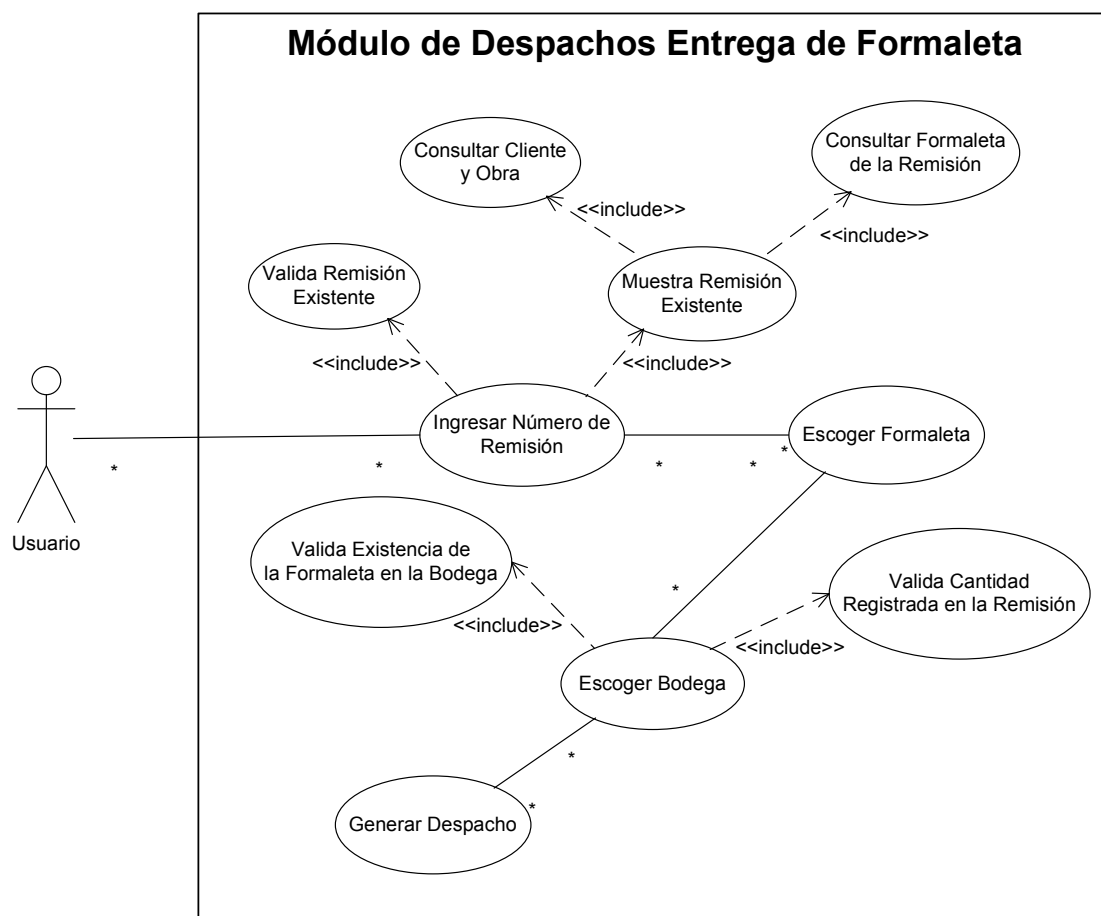 Módulo de Despachos Entrega de Formaleta
Consultar Cliente
y Obra
Consultar Formaleta
de la Remisión
<<include>>
<<include>>
Valida Remisión
Existente
Muestra Remisión
Existente
<<include>>
<<include>>
Ingresar Número de
Remisión
Escoger Formaleta
*
*
*
*
*
Usuario
Valida Existencia de
la Formaleta en la Bodega
Valida Cantidad
Registrada en la Remisión
*
<<include>>
<<include>>
Escoger Bodega
*
*
Generar Despacho